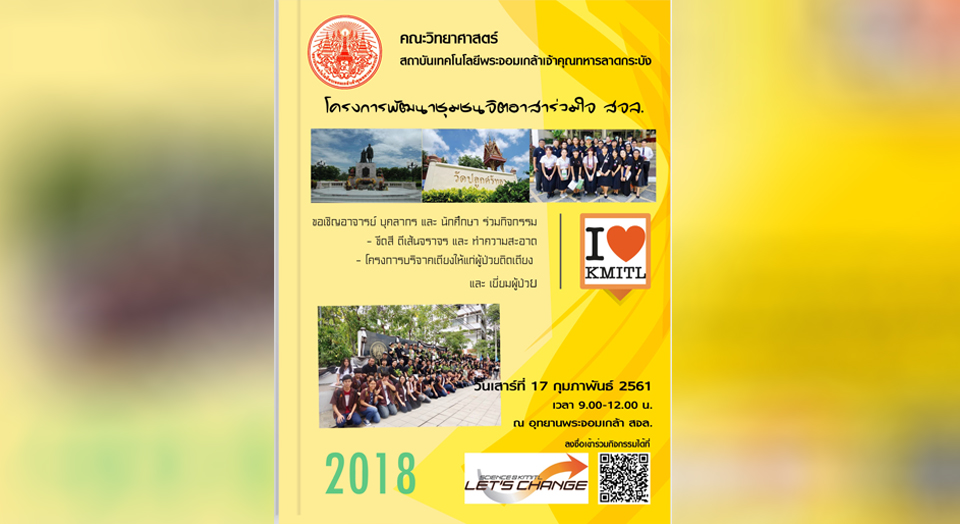 คณะวิทยาศาสตร์
สถาบันเทคโนโลยีพระจอมเกล้าเจ้าคุณทหารลาดกระบัง
โครงการพัฒนาชุมชนจิตอาสาร่วมใจ สจล.
ขอเชิญอาจารย์ บุคลากร และ นักศึกษา ร่วมกิจกรรม
- ขีดสี ตีเส้นจราจร และ ทำความสะอาด
- โครงการบริจาคเตียงให้แก่ผู้ป่วยติดเตียง
และ เยี่ยมผู้ป่วย
I
KMITL
วันเสาร์ที่ 17 กุมภาพันธ์ 2561
เวลา 9.00-12.00 น.
ณ อุทยานพระจอมเกล้า สจล.
ลงชื่อเข้าร่วมกิจกรรมได้ที่
2018
SCIENCE & KMITL
LET'S CHANGE